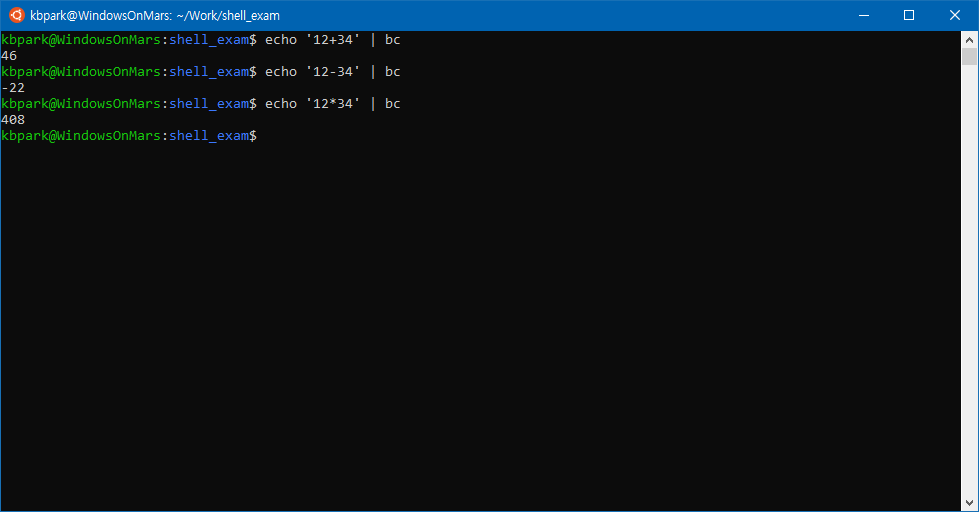 kbpark@WindowsOnMars: ~/Work/shell_exam
kbpark@WindowsOnMars:shell_exam$ echo '12+34' | bc
46
kbpark@WindowsOnMars:shell_exam$ echo '12-34' | bc
-22
kbpark@WindowsOnMars:shell_exam$ echo '12*34' | bc
408
kbpark@WindowsOnMars:shell_exam$